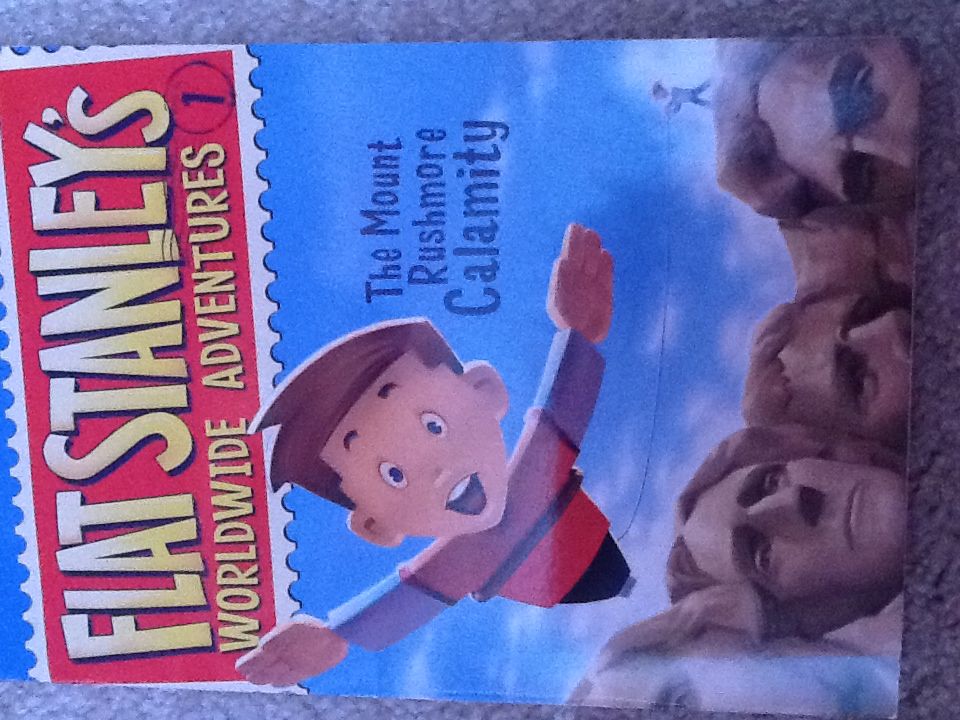 FLAT STANLEY's
WORLDWIDE ADVENTURES 1
The Mount
Rushmore
Calamity